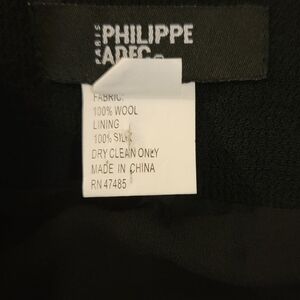 PARIS
PHILIPPE
ADEC
FABRIC:
100% WOOL
LINING
100% SILK
DRY CLEAN ONLY
MADE IN CHINA
RN 47485